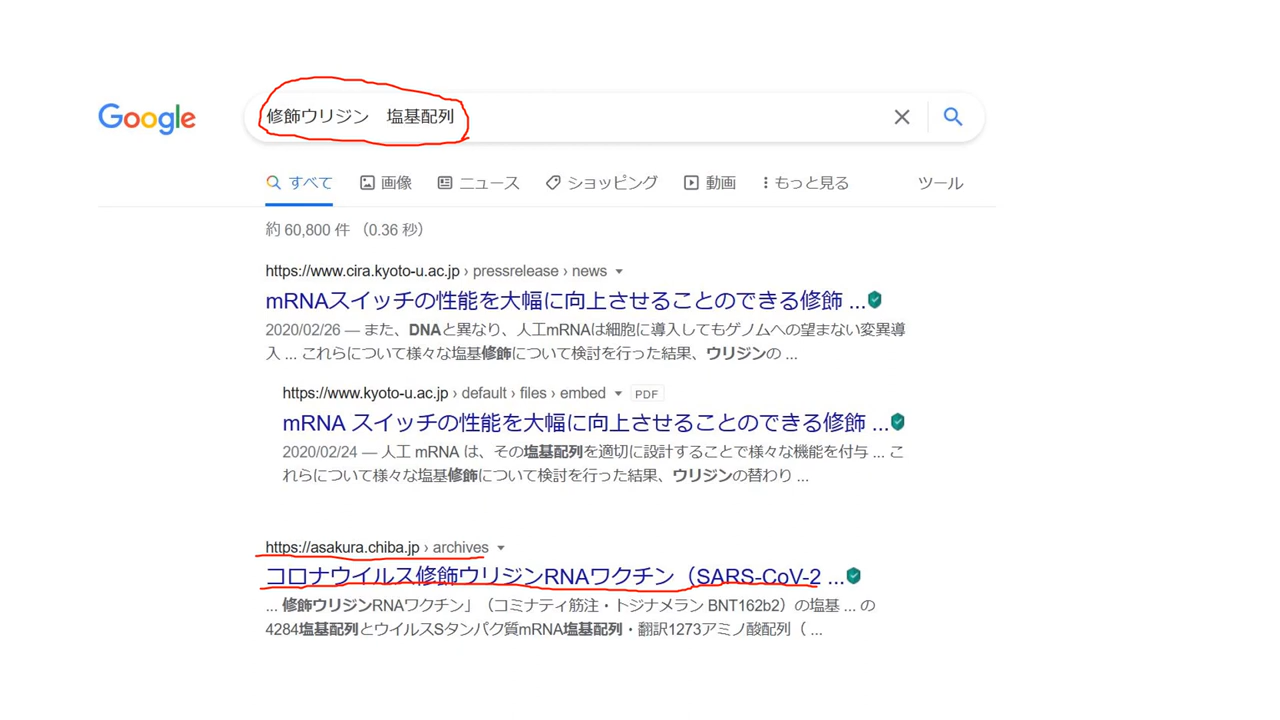 Google
修飾ウリジン　塩基配列
すべて 画像 ニュース ショッピング 動画 もっと見る ツール
約 60,800 件 （0.36 秒）
https://www.cira.kyoto-u.ac.jp › pressrelease › news
mRNAスイッチの性能を大幅に向上させることのできる修飾 ...
2020/02/26 — また、DNAと異なり、人工mRNAは細胞に導入してもゲノムへの望まない変異導
入 ... これらについて様々な塩基修飾について検討を行った結果、ウリジンの ...
https://www.kyoto-u.ac.jp › default › files › embed PDF
mRNA スイッチの性能を大幅に向上させることのできる修飾 ...
2020/02/24 — 人工 mRNA は、その塩基配列を適切に設計することで様々な機能を付与 ... こ
れらについて様々な塩基修飾について検討を行った結果、ウリジンの替わり ...
https://asakura.chiba.jp › archives
コロナウイルス修飾ウリジンRNAワクチン（SARS-CoV-2 ...
... 修飾ウリジンRNAワクチン」（コミナティ筋注・トジナメラン BNT162b2）の塩基 ... の
4284塩基配列とウイルスSタンパク質mRNA塩基配列・翻訳1273アミノ酸配列（ ...